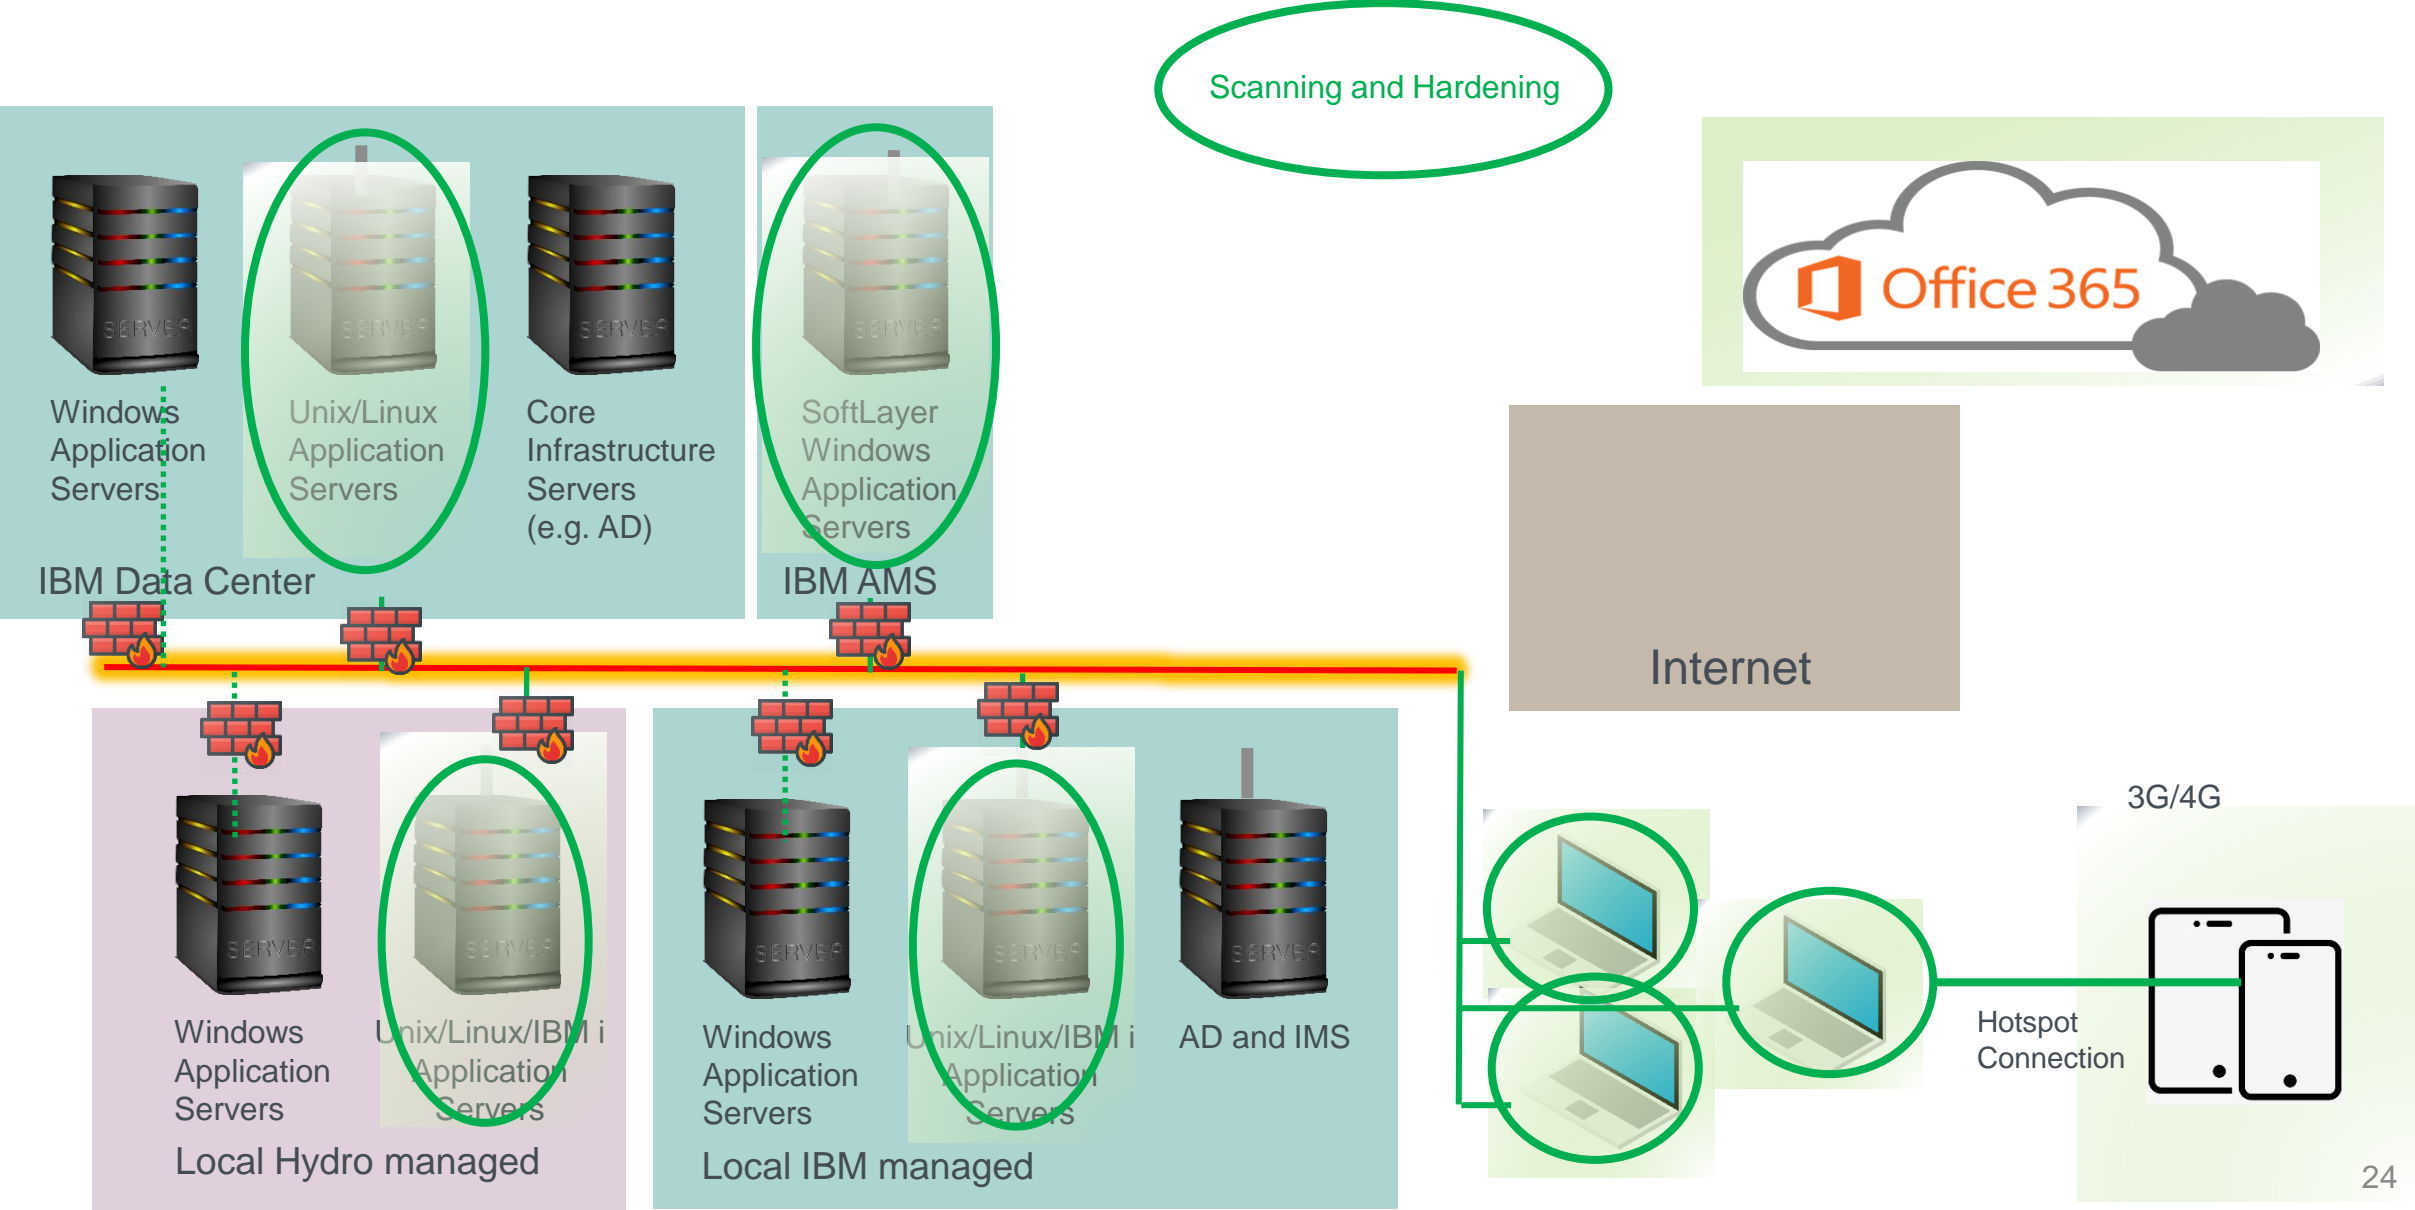 Scanning and Hardening
Office 365
SERVER
SERVER
SERVER
SERVER
Windows
Application
Servers
Unix/Linux
Application
Servers
Core
Infrastructure
Servers
(e.g. AD)
SoftLayer
Windows
Application
Servers
IBM Data Center
IBM AMS
Internet
3G/4G
SERVER
SERVER
SERVER
SERVER
SERVER
Windows
Application
Servers
Unix/Linux/IBM i
Application
Servers
Windows
Application
Servers
Unix/Linux/IBM i
Application
Servers
AD and IMS
Hotspot
Connection
Local Hydro managed
Local IBM managed
24